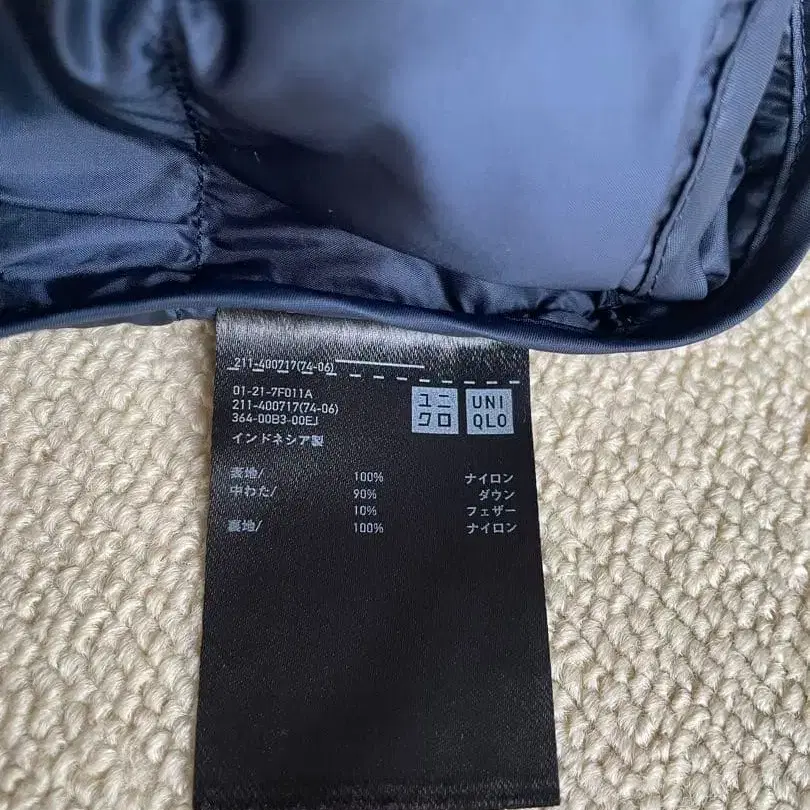 211-400717(74-06)
01-21-7F011A
211-400717(74-06)
364-00B3-00EJ
インドネシア製
ユニ
クロ
UNI
QLO
表地/ 100% ナイロン
中わた/ 90% ダウン
10% フェザー
裏地/ 100% ナイロン